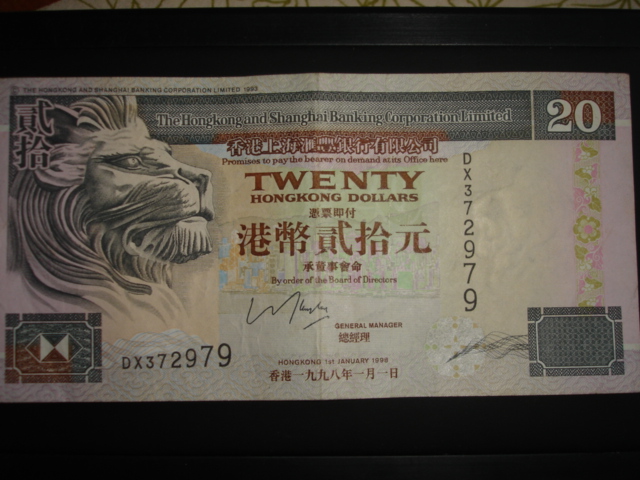 THE HONGKONG AND SHANGHAI BANKING CORPORATION LIMITED 1993
貳拾
The Hongkong and Shanghai Banking Corporation Limited
20
香港上海滙豐銀行有限公司
Promises to pay the bearer on demand at its Office here
TWENTY
HONGKONG DOLLARS
憑票即付
港幣貳拾元
承董事會命
By order of the Board of Directors
DX372979
GENERAL MANAGER
總經理
DX372979
HONGKONG 1st JANUARY 1998
香港一九九八年一月一日